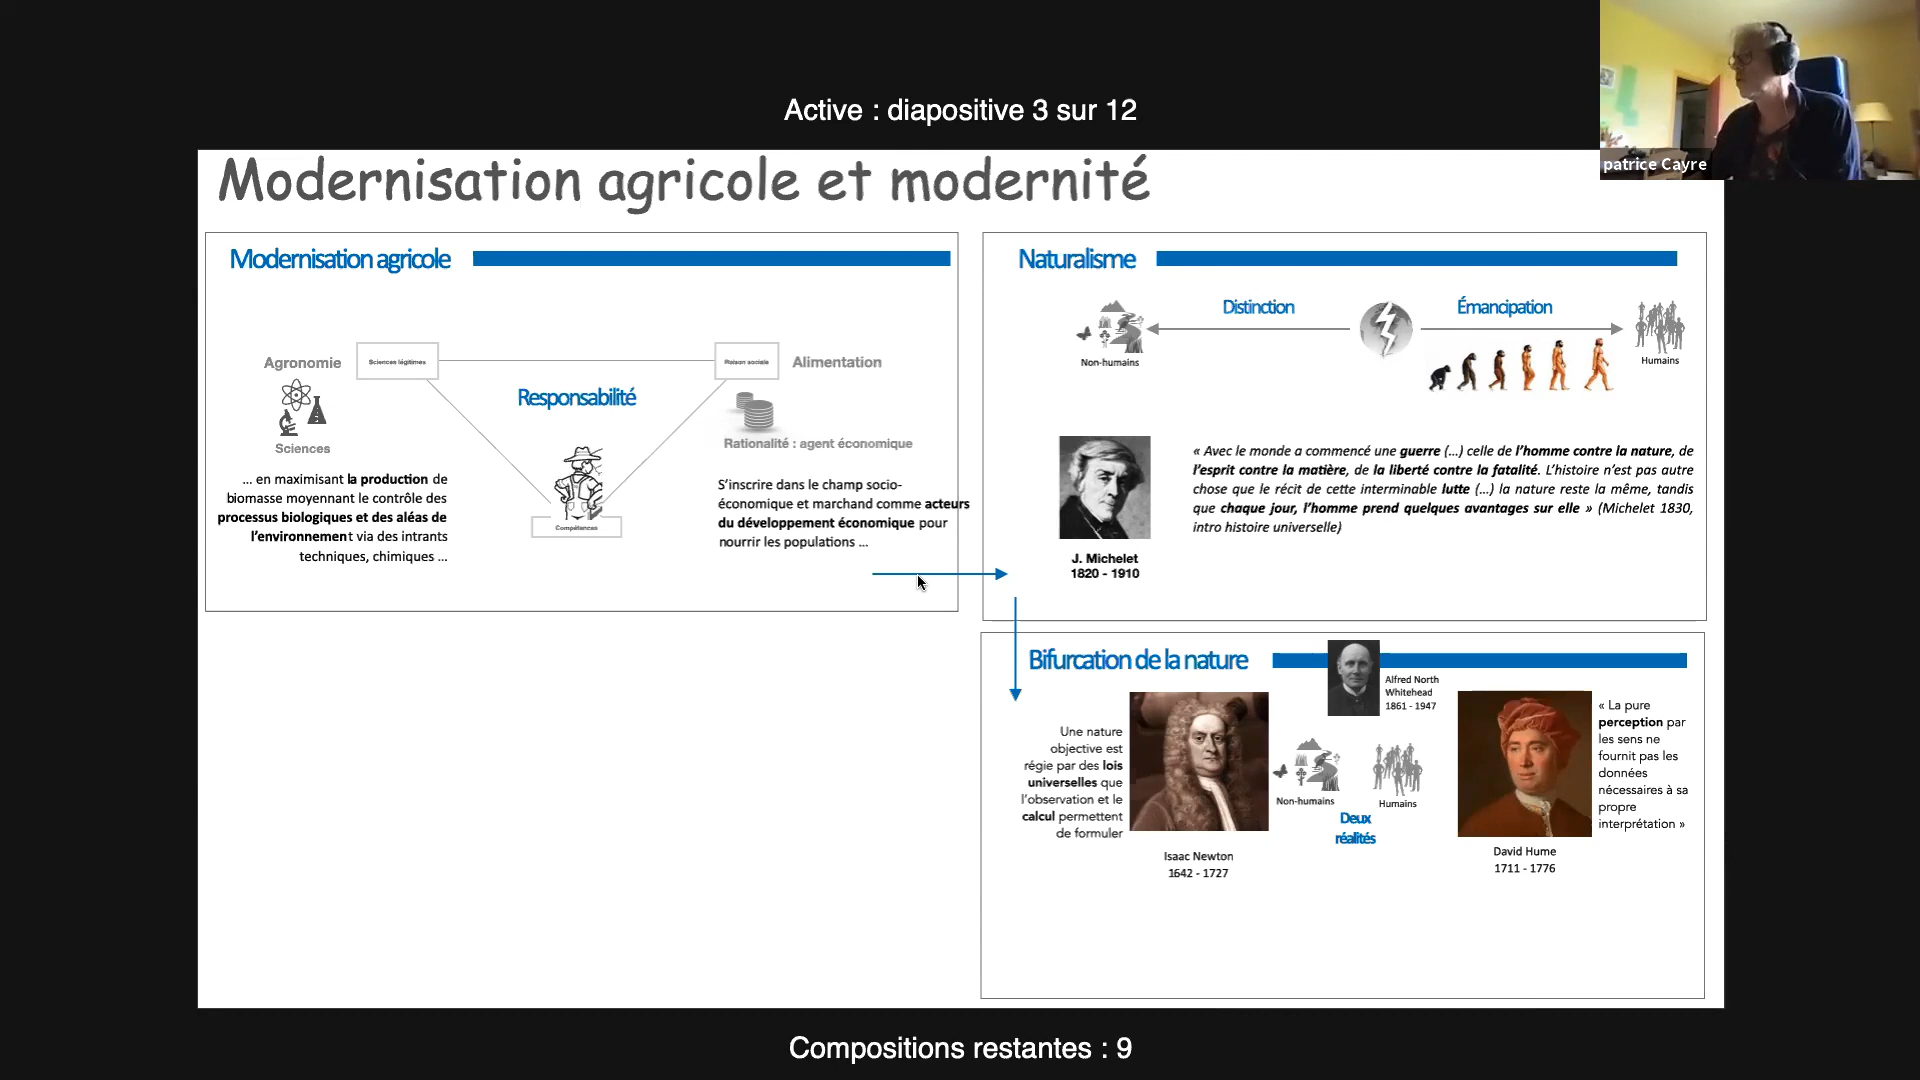 Active : diapositive 3 sur 12
patrice Cayre
Modernisation agricole et modernité
Modernisation agricole
Agronomie
Sciences légitimes
Raison sociale
Alimentation
Responsabilité
Sciences
Rationalité : agent économique
... en maximisant la production de
biomasse moyennant le contrôle des
processus biologiques et des aléas de
l'environnement via des intrants
techniques, chimiques ...
Compétances
S'inscrire dans le champ socio-
économique et marchand comme acteurs
du développement économique pour
nourrir les populations ...
Naturalisme
Distinction
Émancipation
Non-humains
Humains
J. Michelet
1820 - 1910
« Avec le monde a commencé une guerre (...) celle de l'homme contre la nature, de
l'esprit contre la matière, de la liberté contre la fatalité. L'histoire n'est pas autre
chose que le récit de cette interminable lutte (...) la nature reste la même, tandis
que chaque jour, l'homme prend quelques avantages sur elle » (Michelet 1830,
intro histoire universelle)
Bifurcation de la nature
Alfred North
Whitehead
1861 - 1947
Une nature
objective est
régie par des lois
universelles que
l'observation et le
calcul permettent
de formuler
Isaac Newton
1642 - 1727
Non-humains
Humains
Deux
réalités
David Hume
1711 - 1776
« La pure
perception par
les sens ne
fournit pas les
données
nécessaires à sa
propre
interprétation »
Compositions restantes : 9